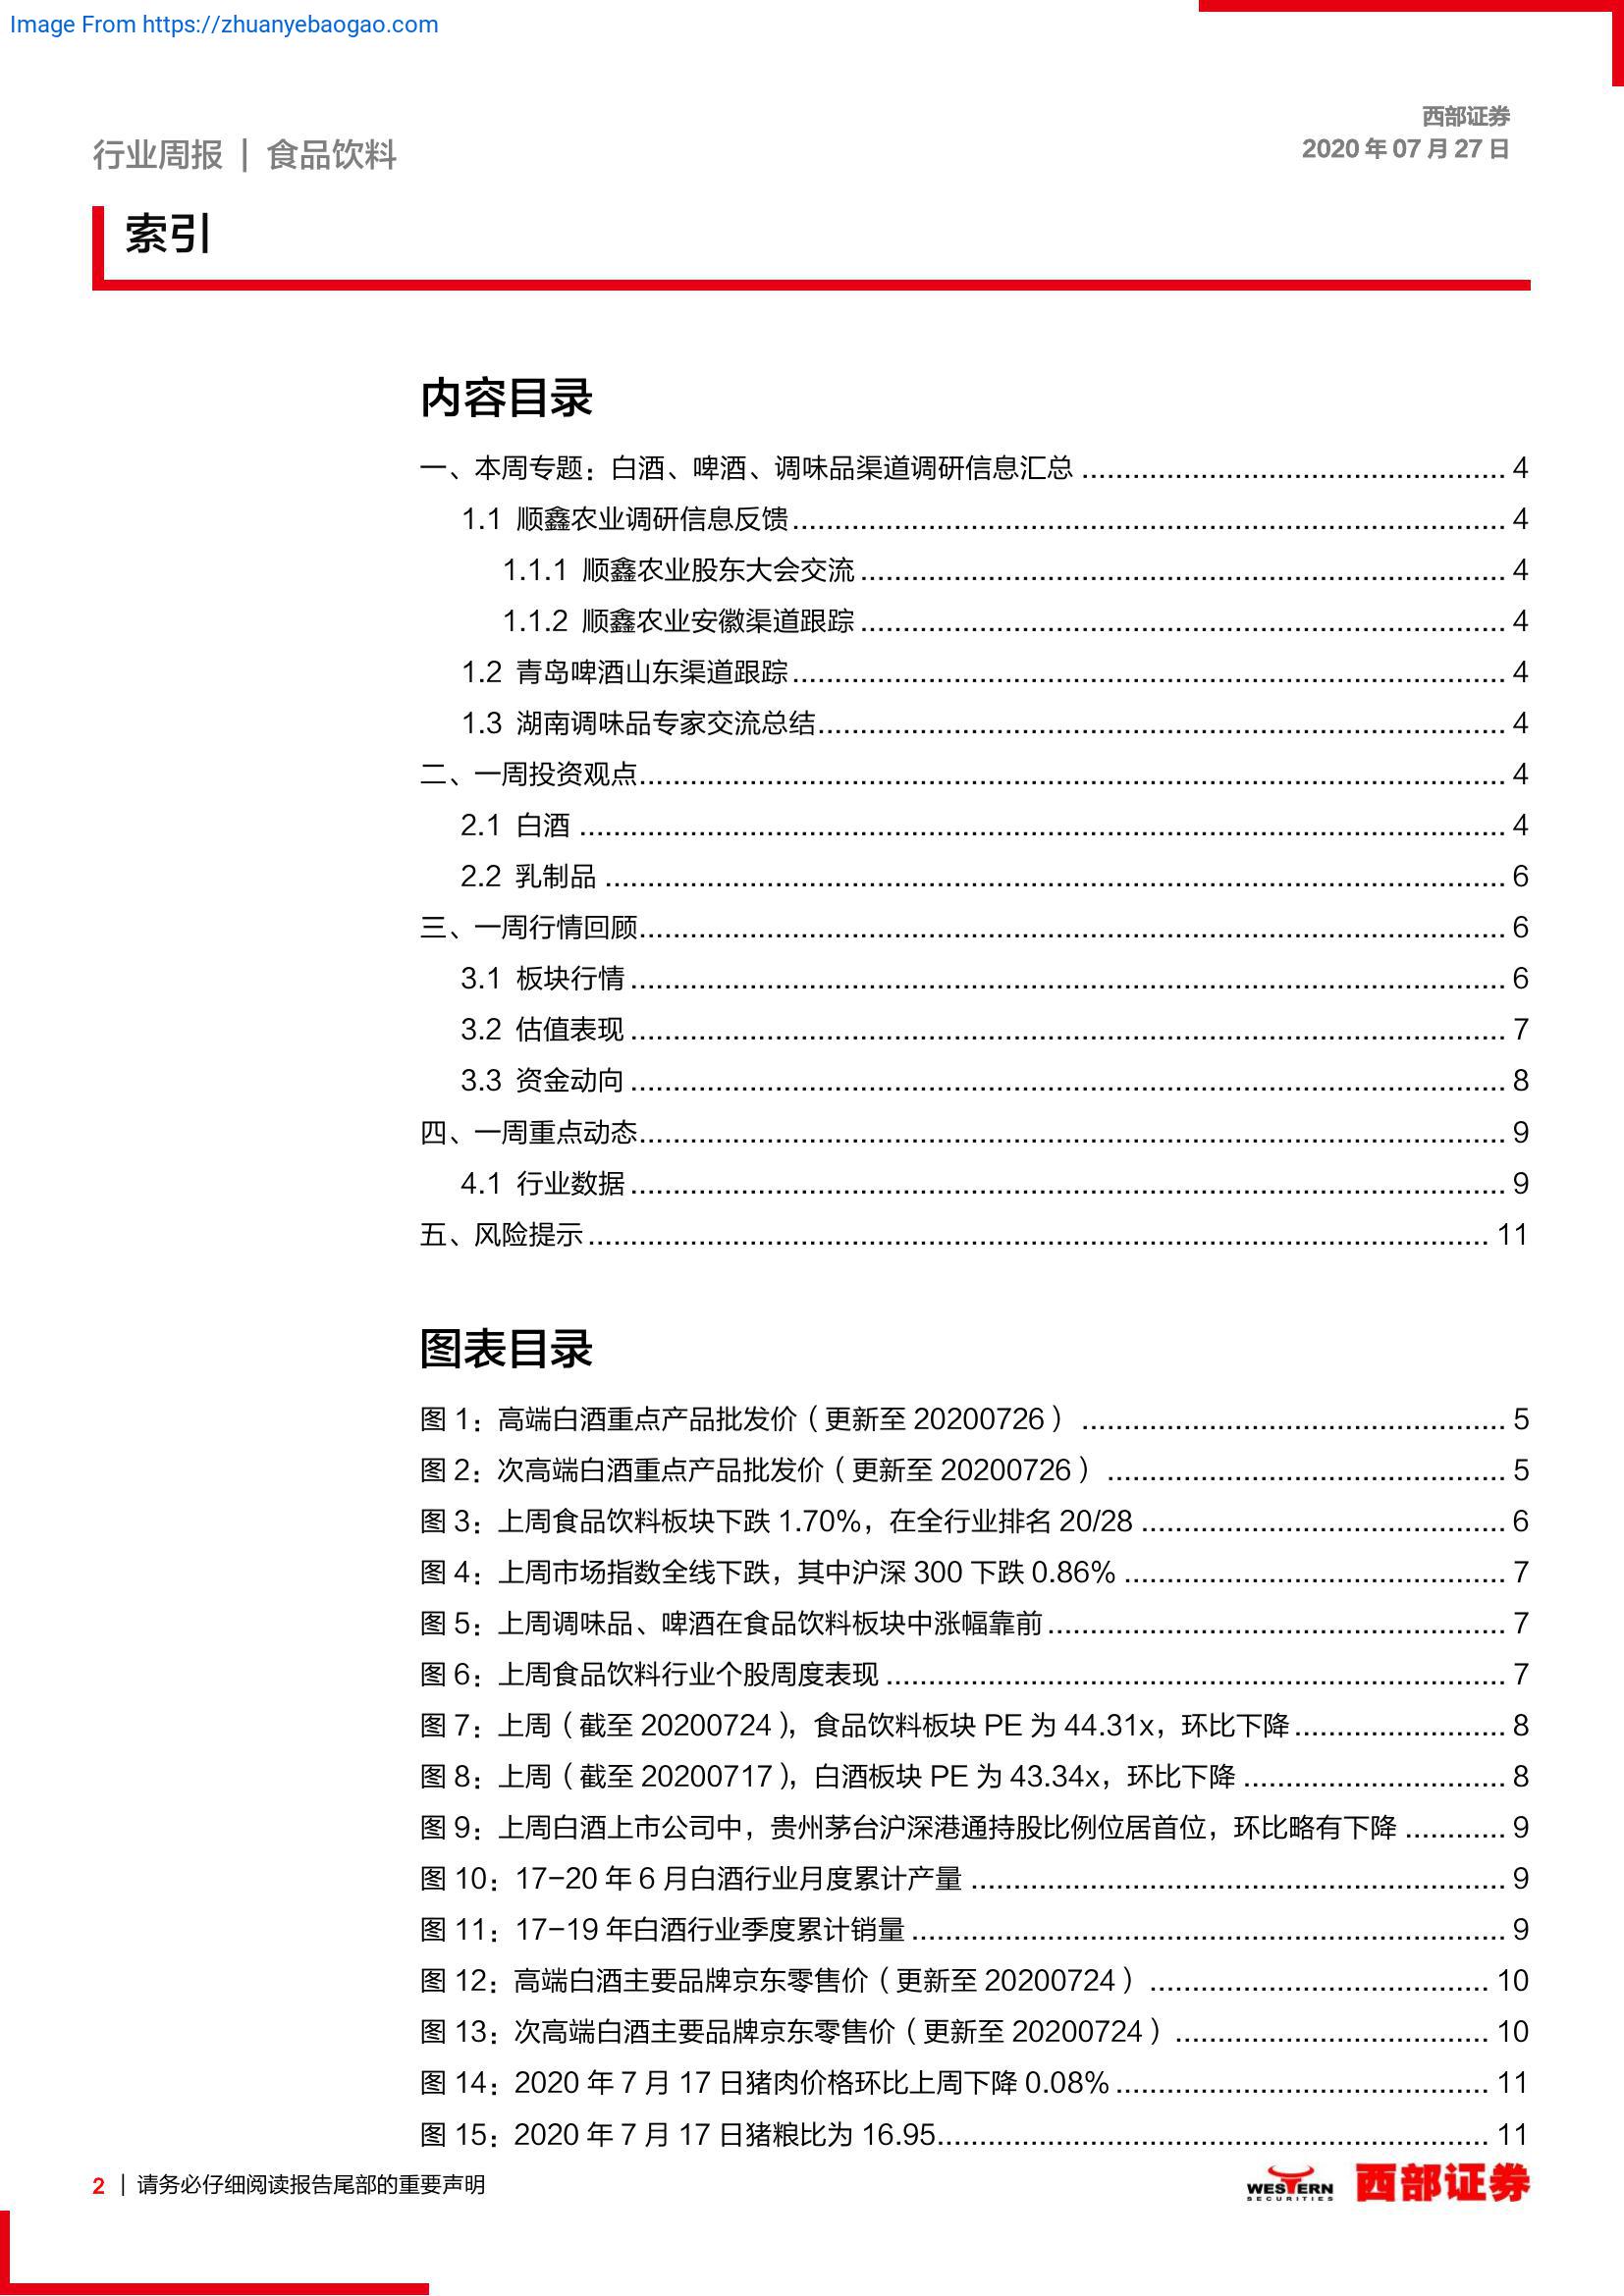 Image From https://zhuanyebaogao.com
西部证券
行业周报 | 食品饮料
2020 年 07 月 27 日
索引
内容目录
一、本周专题：白酒、啤酒、调味品渠道调研信息汇总 ........ 4
1.1 顺鑫农业调研信息反馈 ........ 4
1.1.1 顺鑫农业股东大会交流 ........ 4
1.1.2 顺鑫农业安徽渠道跟踪 ........ 4
1.2 青岛啤酒山东渠道跟踪 ........ 4
1.3 湖南调味品专家交流总结 ........ 4
二、一周投资观点 ........ 4
2.1 白酒 ........ 4
2.2 乳制品 ........ 6
三、一周行情回顾 ........ 6
3.1 板块行情 ........ 6
3.2 估值表现 ........ 7
3.3 资金动向 ........ 8
四、一周重点动态 ........ 9
4.1 行业数据 ........ 9
五、风险提示 ........ 11
图表目录
图 1：高端白酒重点产品批发价（更新至 20200726） ........ 5
图 2：次高端白酒重点产品批发价（更新至 20200726） ........ 5
图 3：上周食品饮料板块下跌 1.70%，在全行业排名 20/28 ........ 6
图 4：上周市场指数全线下跌，其中沪深 300 下跌 0.86% ........ 7
图 5：上周调味品、啤酒在食品饮料板块中涨幅靠前 ........ 7
图 6：上周食品饮料行业个股周度表现 ........ 7
图 7：上周（截至 20200724），食品饮料板块 PE 为 44.31x，环比下降 ........ 8
图 8：上周（截至 20200717），白酒板块 PE 为 43.34x，环比下降 ........ 8
图 9：上周白酒上市公司中，贵州茅台沪深港通持股比例位居首位，环比略有下降 ........ 9
图 10：17-20 年 6 月白酒行业月度累计产量 ........ 9
图 11：17-19 年白酒行业季度累计销量 ........ 9
图 12：高端白酒主要品牌京东零售价（更新至 20200724） ........ 10
图 13：次高端白酒主要品牌京东零售价（更新至 20200724） ........ 10
图 14：2020 年 7 月 17 日猪肉价格环比上周下降 0.08% ........ 11
图 15：2020 年 7 月 17 日猪粮比为 16.95 ........ 11
2 | 请务必仔细阅读报告尾部的重要声明
WESTERN
SECURITIES
西部证券